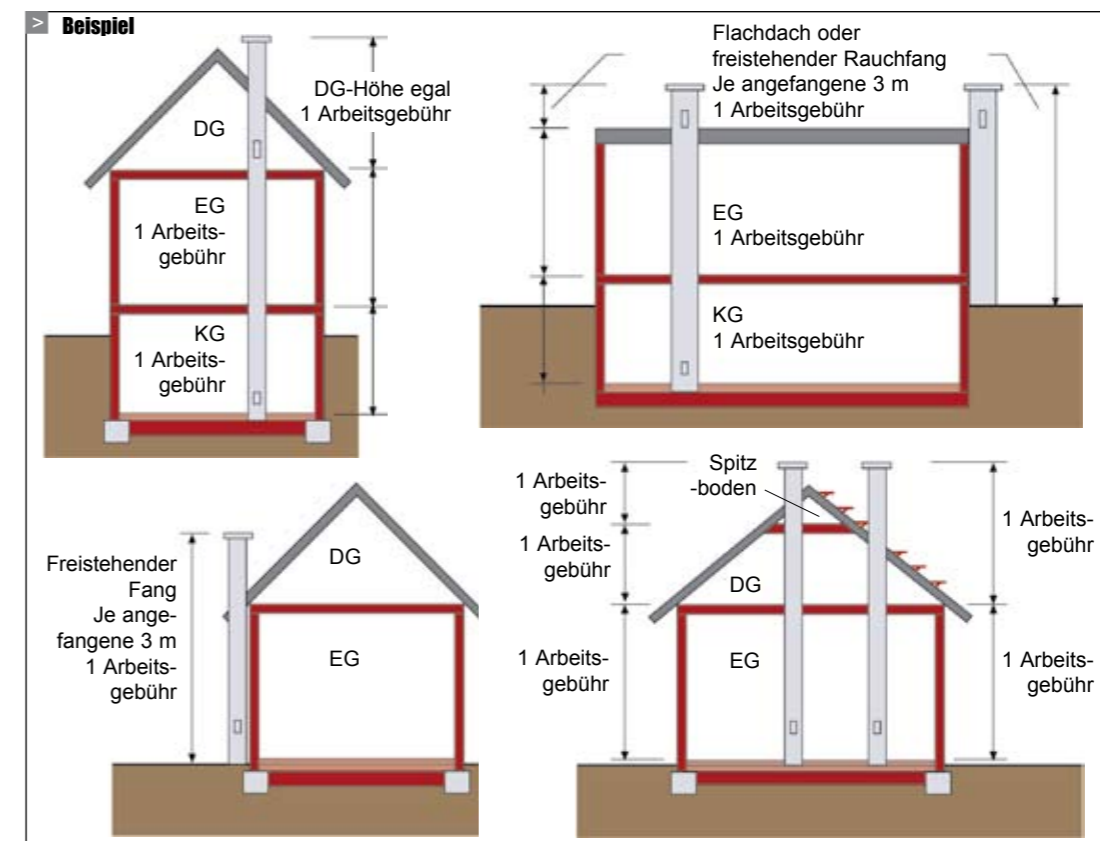 > Beispiel
DG-Höhe egal
1 Arbeitsgebühr
DG
EG
1 Arbeits-
gebühr
KG
1 Arbeits-
gebühr
Flachdach oder
freistehender Rauchfang
Je angefangene 3 m
1 Arbeitsgebühr
EG
1 Arbeitsgebühr
KG
1 Arbeitsgebühr
Freistehender
Fang
Je ange-
fangene 3 m
1 Arbeits-
gebühr
DG
EG
1 Arbeits-
gebühr
1 Arbeits-
gebühr
1 Arbeits-
gebühr
Spitz
-boden
DG
EG
1 Arbeits-
gebühr
1 Arbeits-
gebühr